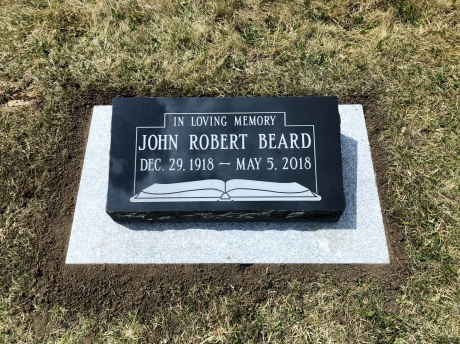 IN LOVING MEMORY
JOHN ROBERT BEARD
DEC. 29, 1918 ~ MAY 5, 2018